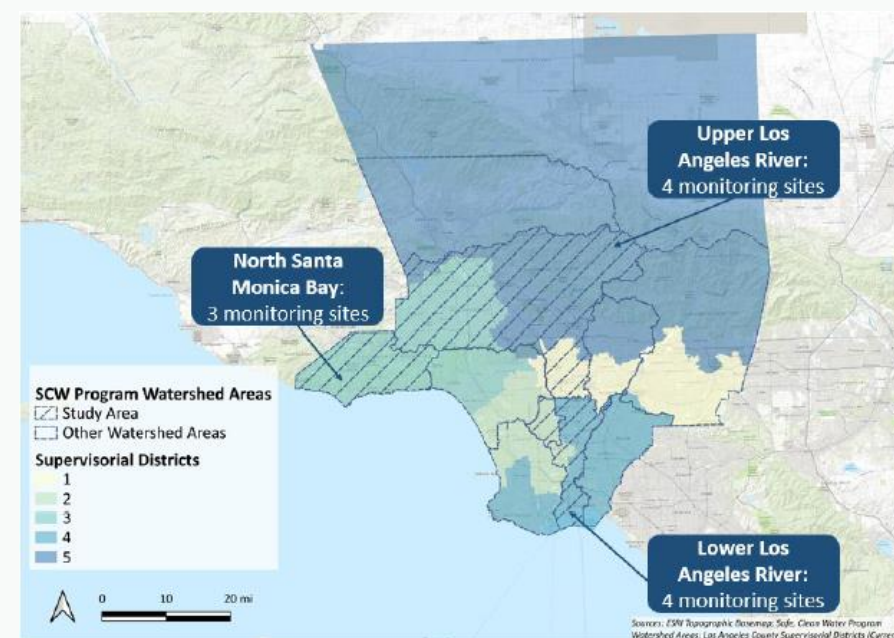 Upper Los
Angeles River:
4 monitoring sites
North Santa
Monica Bay:
3 monitoring sites
SCW Program Watershed Areas
Study Area
Other Watershed Areas
Supervisorial Districts
1
2
3
4
5
0 10 20 mi
Lower Los
Angeles River:
4 monitoring sites
Sources: ESRI Topographic Basemap; Safe, Clean Water Program
Watershed Areas; Los Angeles County Supervisorial Districts